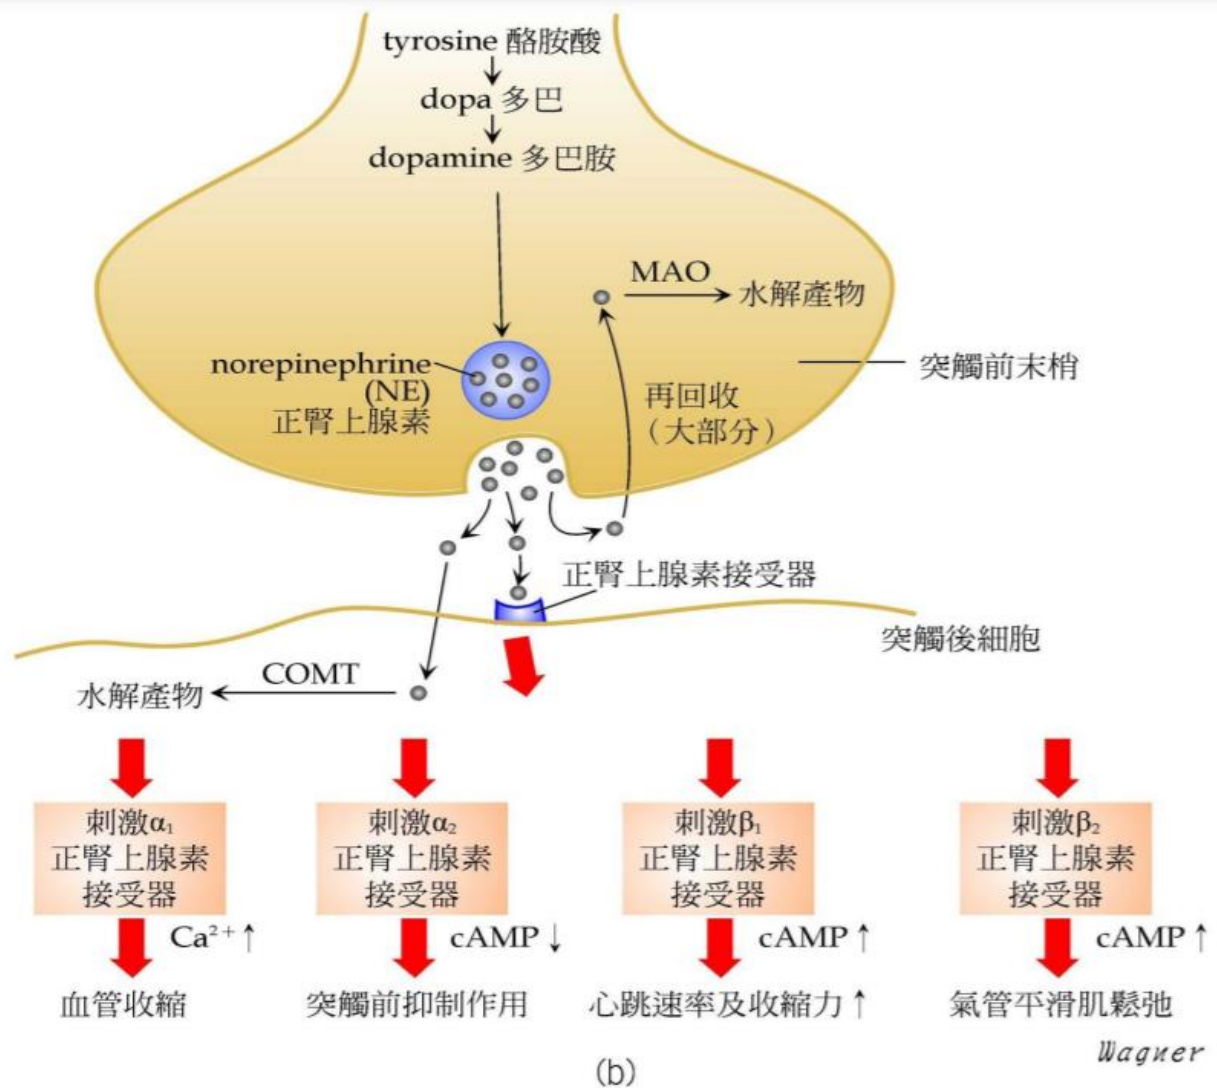 tyrosine 酪胺酸
dopa 多巴
dopamine 多巴胺
MAO
水解產物
norepinephrine
(NE)
正腎上腺素
突觸前末梢
再回收
（大部分）
正腎上腺素接受器
突觸後細胞
COMT
水解產物
刺激α₁
正腎上腺素
接受器
Ca²⁺↑
血管收縮
刺激α₂
正腎上腺素
接受器
cAMP↓
突觸前抑制作用
刺激β₁
正腎上腺素
接受器
cAMP↑
心跳速率及收縮力↑
刺激β₂
正腎上腺素
接受器
cAMP↑
氣管平滑肌鬆弛
Wagner
(b)